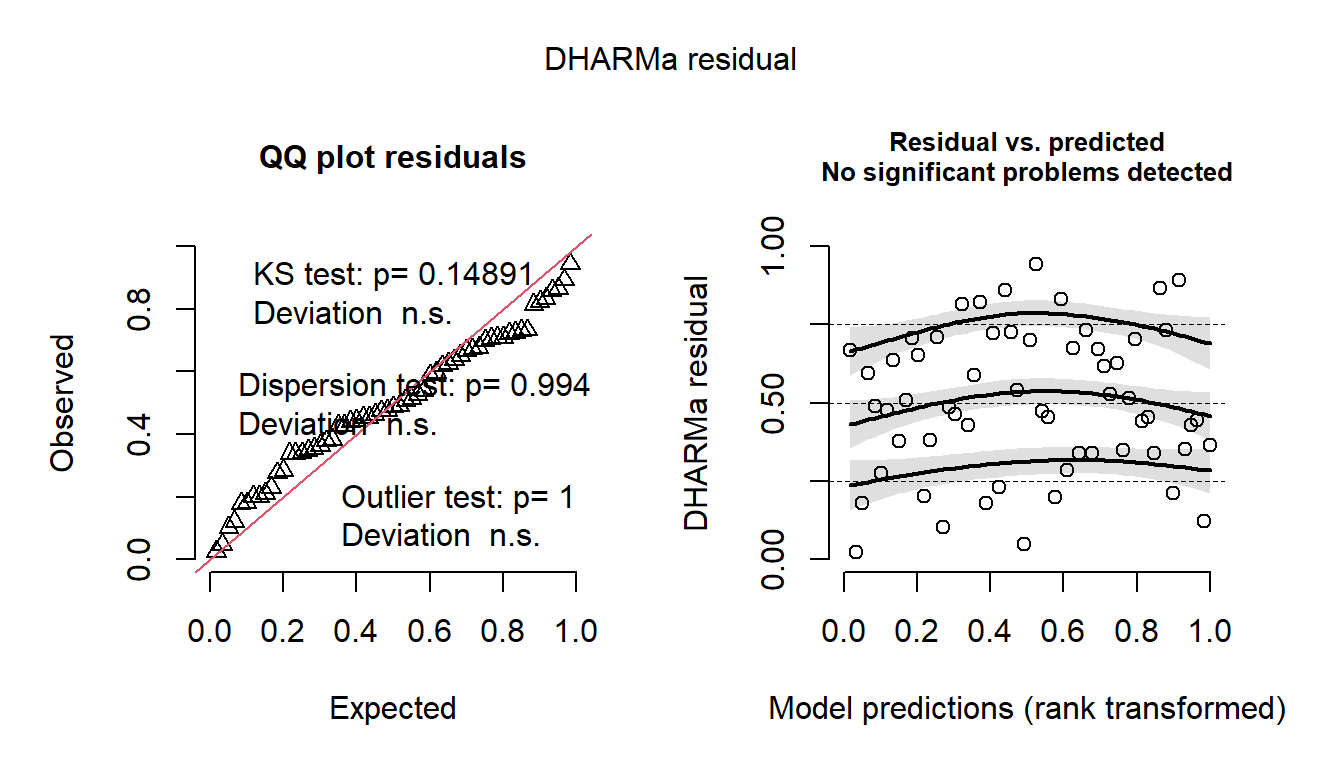 DHARMa residual
QQ plot residuals
KS test: p= 0.14891
Deviation  n.s.
Dispersion test: p= 0.994
Deviation  n.s.
Outlier test: p= 1
Deviation  n.s.
Observed
0.0
0.4
0.8
0.0 0.2 0.4 0.6 0.8 1.0
Expected
Residual vs. predicted
No significant problems detected
DHARMa residual
0.00
0.50
1.00
0.0 0.2 0.4 0.6 0.8 1.0
Model predictions (rank transformed)